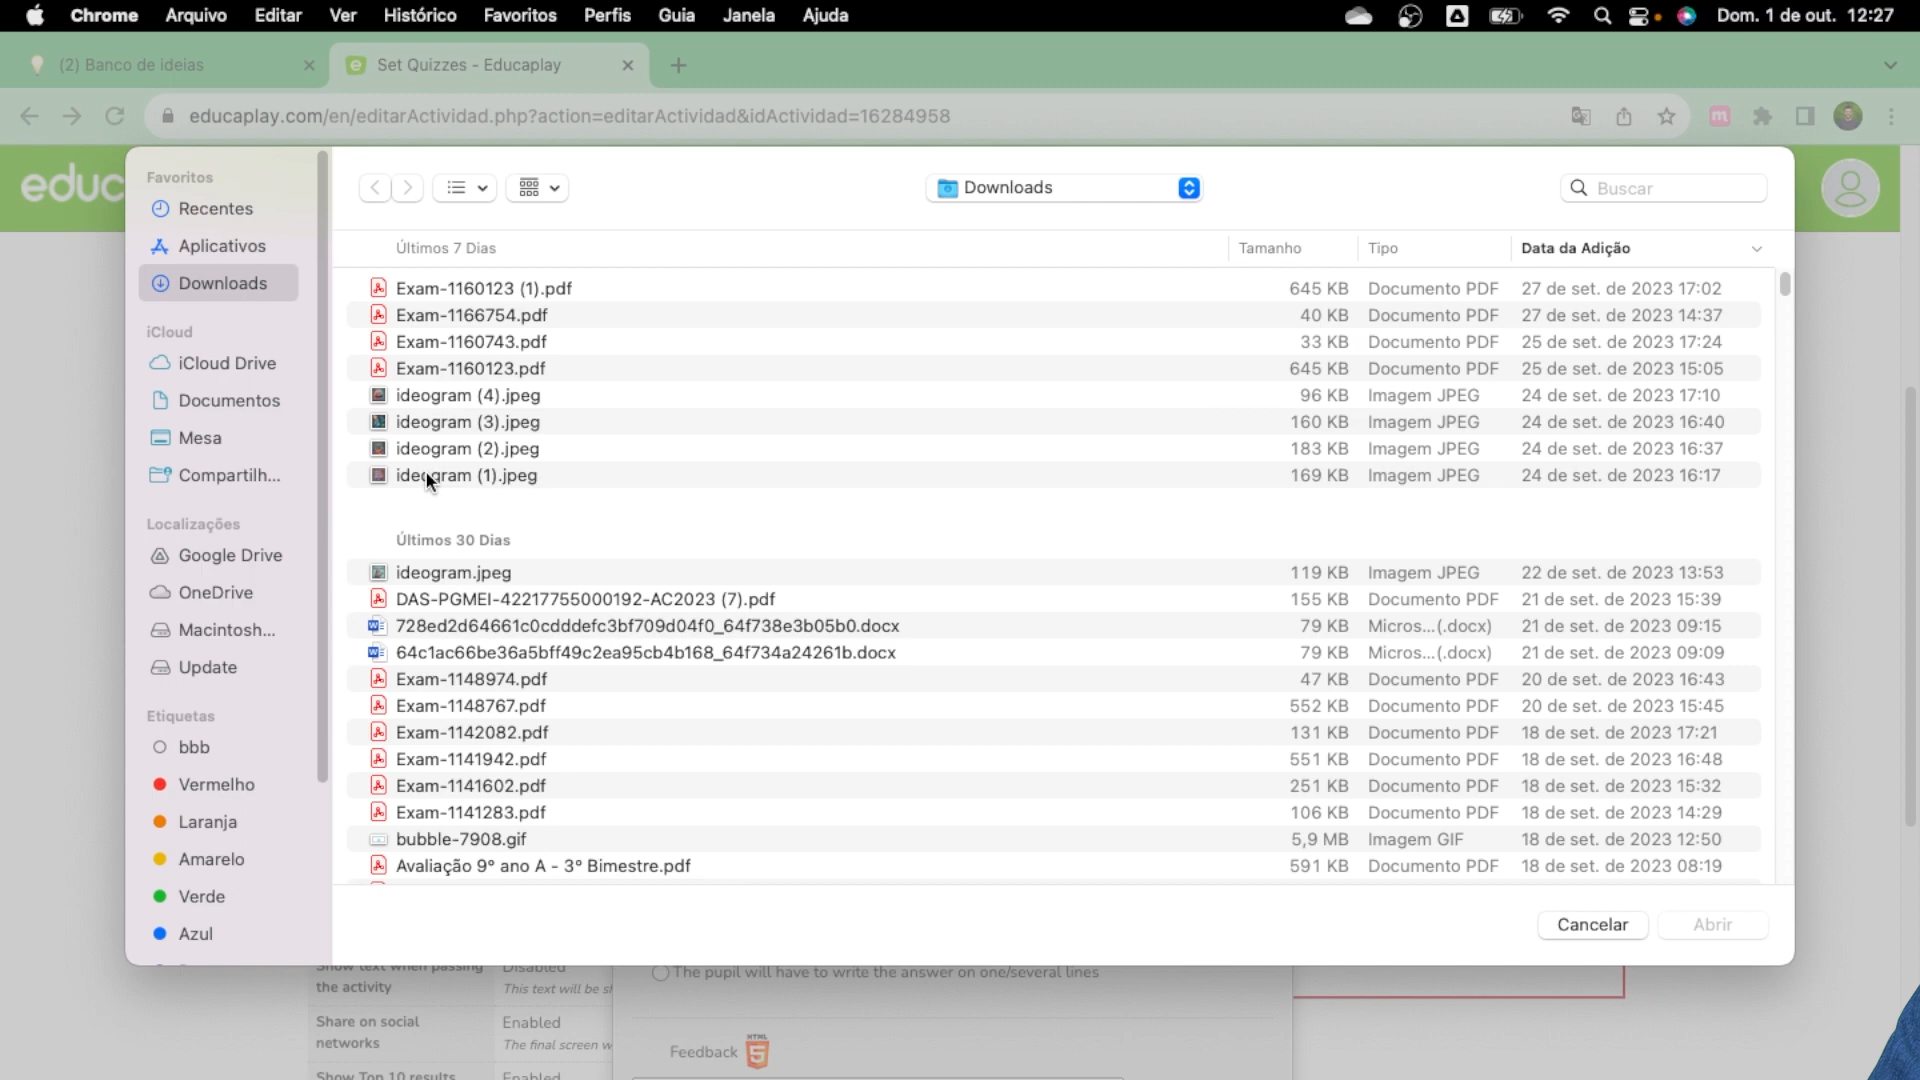 Chrome Arquivo Editar Ver Histórico Favoritos Perfis Guia Janela Ajuda Dom. 1 de out. 12:27
(2) Banco de ideias
Set Quizzes - Educaplay
educaplay.com/en/editarActividad.php?action=editarActividad&idActividad=16284958
educ
Favoritos
Recentes
Aplicativos
Downloads
iCloud
iCloud Drive
Documentos
Mesa
Compartilh...
Localizações
Google Drive
OneDrive
Macintosh...
Update
Etiquetas
bbb
Vermelho
Laranja
Amarelo
Verde
Azul
Downloads
Buscar
Últimos 7 Dias Tamanho Tipo Data da Adição
Exam-1160123 (1).pdf 645 KB Documento PDF 27 de set. de 2023 17:02
Exam-1166754.pdf 40 KB Documento PDF 27 de set. de 2023 14:37
Exam-1160743.pdf 33 KB Documento PDF 25 de set. de 2023 17:24
Exam-1160123.pdf 645 KB Documento PDF 25 de set. de 2023 15:05
ideogram (4).jpeg 96 KB Imagem JPEG 24 de set. de 2023 17:10
ideogram (3).jpeg 160 KB Imagem JPEG 24 de set. de 2023 16:40
ideogram (2).jpeg 183 KB Imagem JPEG 24 de set. de 2023 16:37
ideogram (1).jpeg 169 KB Imagem JPEG 24 de set. de 2023 16:17
Últimos 30 Dias
ideogram.jpeg 119 KB Imagem JPEG 22 de set. de 2023 13:53
DAS-PGMEI-42217755000192-AC2023 (7).pdf 155 KB Documento PDF 21 de set. de 2023 15:39
728ed2d64661c0cdddefc3bf709d04f0_64f738e3b05b0.docx 79 KB Micros...(.docx) 21 de set. de 2023 09:15
64c1ac66be36a5bff49c2ea95cb4b168_64f734a24261b.docx 79 KB Micros...(.docx) 21 de set. de 2023 09:09
Exam-1148974.pdf 47 KB Documento PDF 20 de set. de 2023 16:43
Exam-1148767.pdf 552 KB Documento PDF 20 de set. de 2023 15:45
Exam-1142082.pdf 131 KB Documento PDF 18 de set. de 2023 17:21
Exam-1141942.pdf 551 KB Documento PDF 18 de set. de 2023 16:48
Exam-1141602.pdf 251 KB Documento PDF 18 de set. de 2023 15:32
Exam-1141283.pdf 106 KB Documento PDF 18 de set. de 2023 14:29
bubble-7908.gif 5,9 MB Imagem GIF 18 de set. de 2023 12:50
Avaliação 9º ano A - 3º Bimestre.pdf 591 KB Documento PDF 18 de set. de 2023 08:19
Cancelar Abrir
Show text when passing Disabled
the activity This text will be sh
The pupil will have to write the answer on one/several lines
Share on social Enabled
networks The final screen w
Feedback HTML 5
Show Top 10 results Enabled